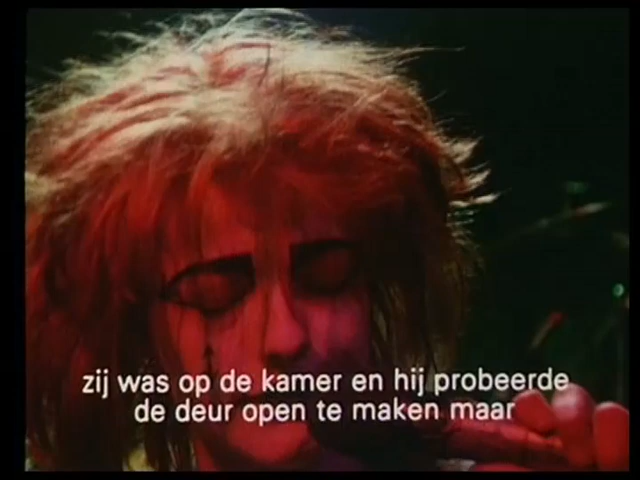 zij was op de kamer en hij probeerde
de deur open te maken maar